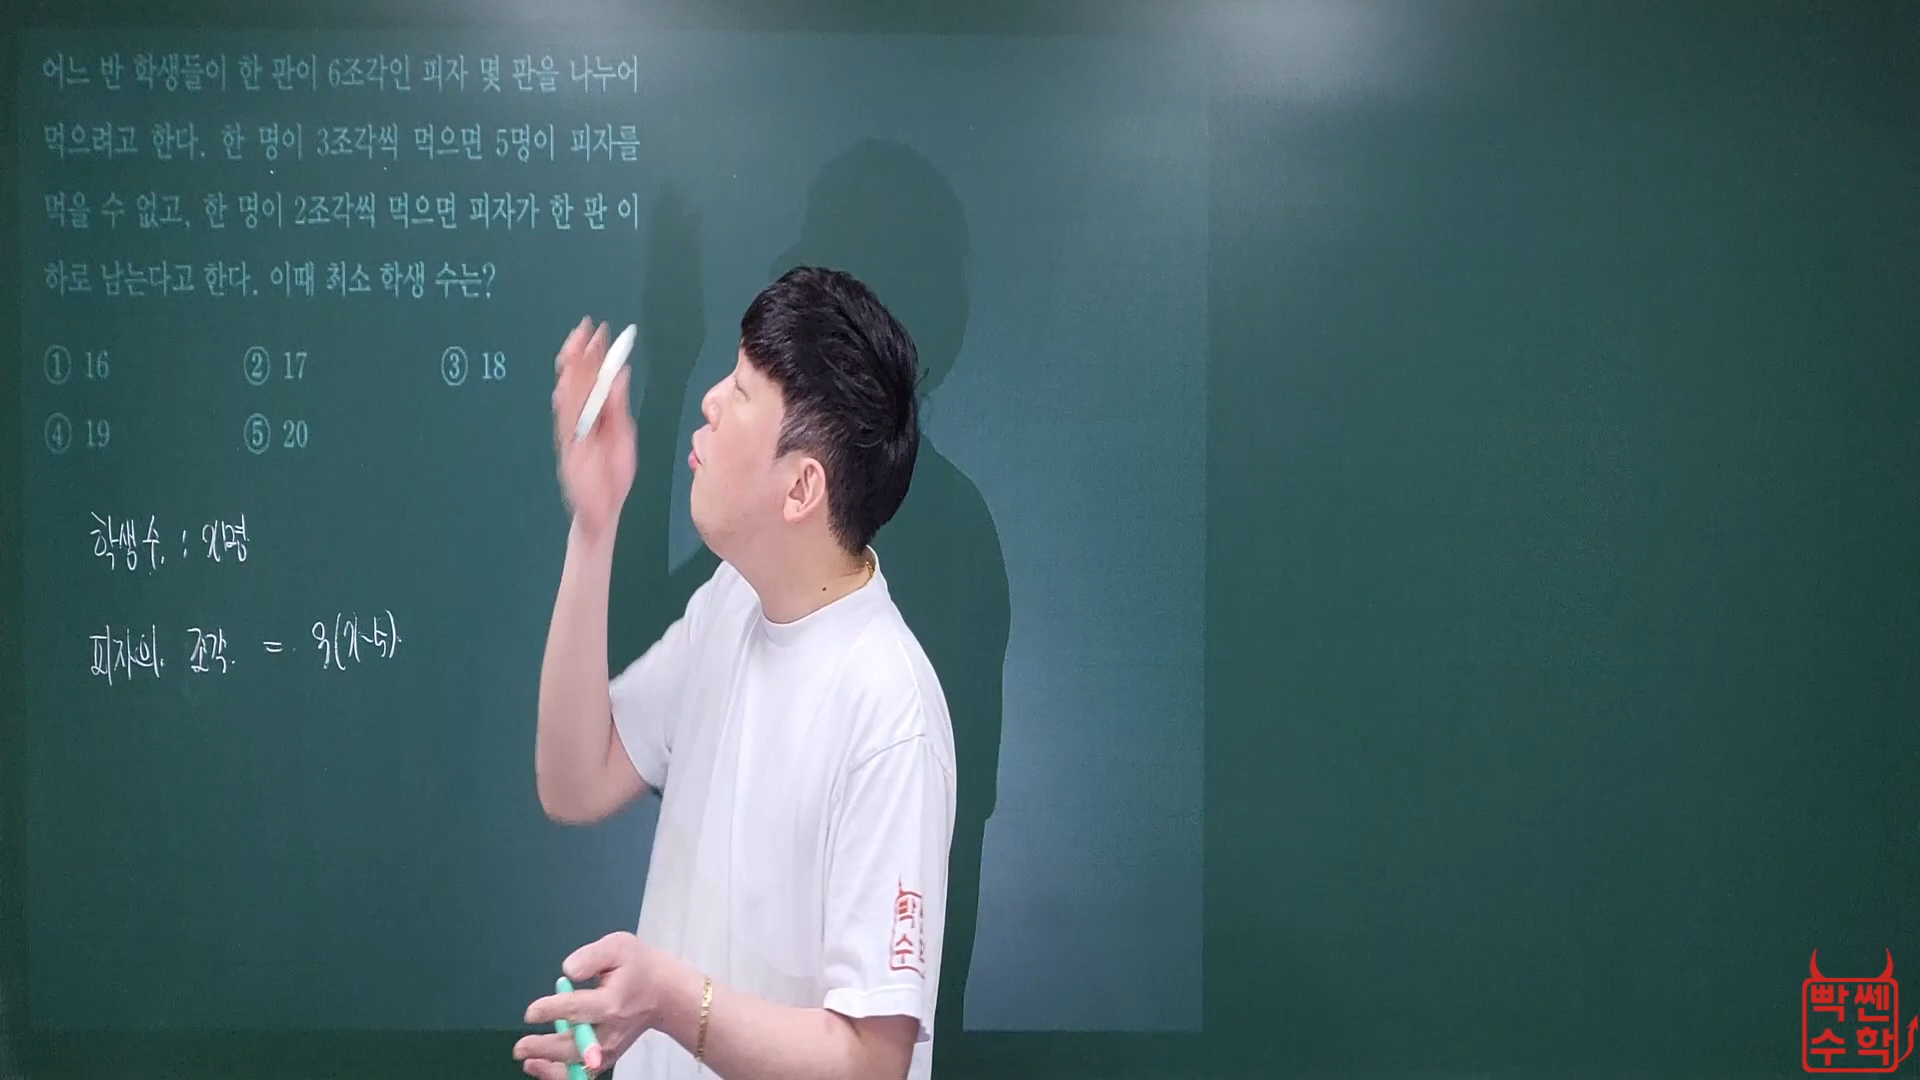 어느 반 학생들이 한 판이 6조각인 피자 몇 판을 나누어
먹으려고 한다. 한 명이 3조각씩 먹으면 5명이 피자를
먹을 수 없고, 한 명이 2조각씩 먹으면 피자가 한 판 이
하로 남는다고 한다. 이때 최소 학생 수는?
① 16 ② 17 ③ 18
④ 19 ⑤ 20
학생 수 : x명
피자의 조각 = 3(x-5)
빡쎈
수학